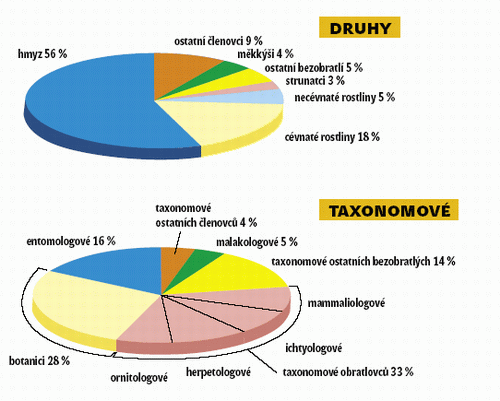 DRUHY
ostatní členovci 9 %
hmyz 56 %
měkkýši 4 %
ostatní bezobratlí 5 %
strunatci 3 %
necévnaté rostliny 5 %
cévnaté rostliny 18 %
TAXONOMOVÉ
taxonomové
ostatních členovců 4 %
entomologové 16 %
malakologové 5 %
taxonomové ostatních bezobratlých 14 %
mammaliologové
ichtyologové
botanici 28 %
ornitologové
herpetologové
taxonomové obratlovců 33 %